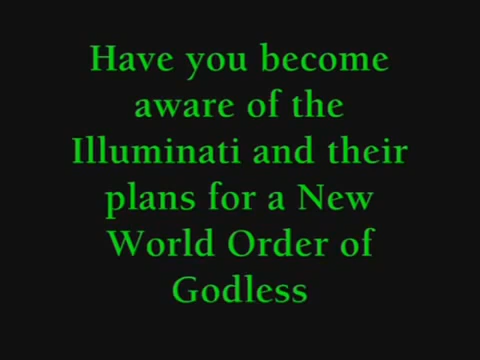 Have you become
aware of the
Illuminati and their
plans for a New
World Order of
Godless